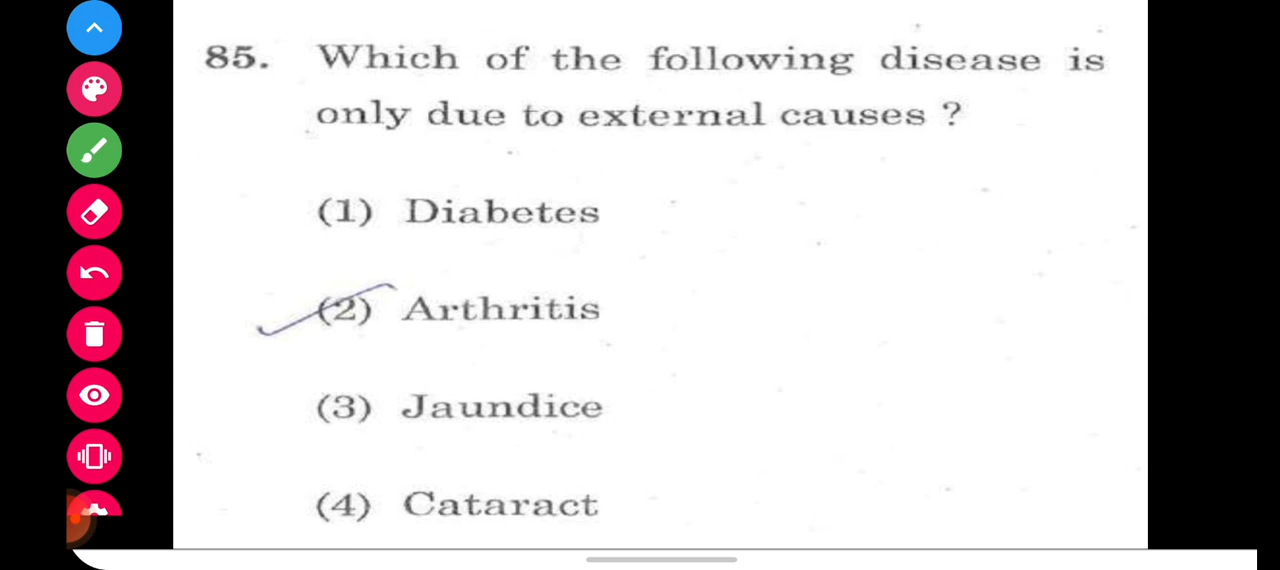 85. Which of the following disease is
only due to external causes ?
(1) Diabetes
(2) Arthritis
(3) Jaundice
(4) Cataract